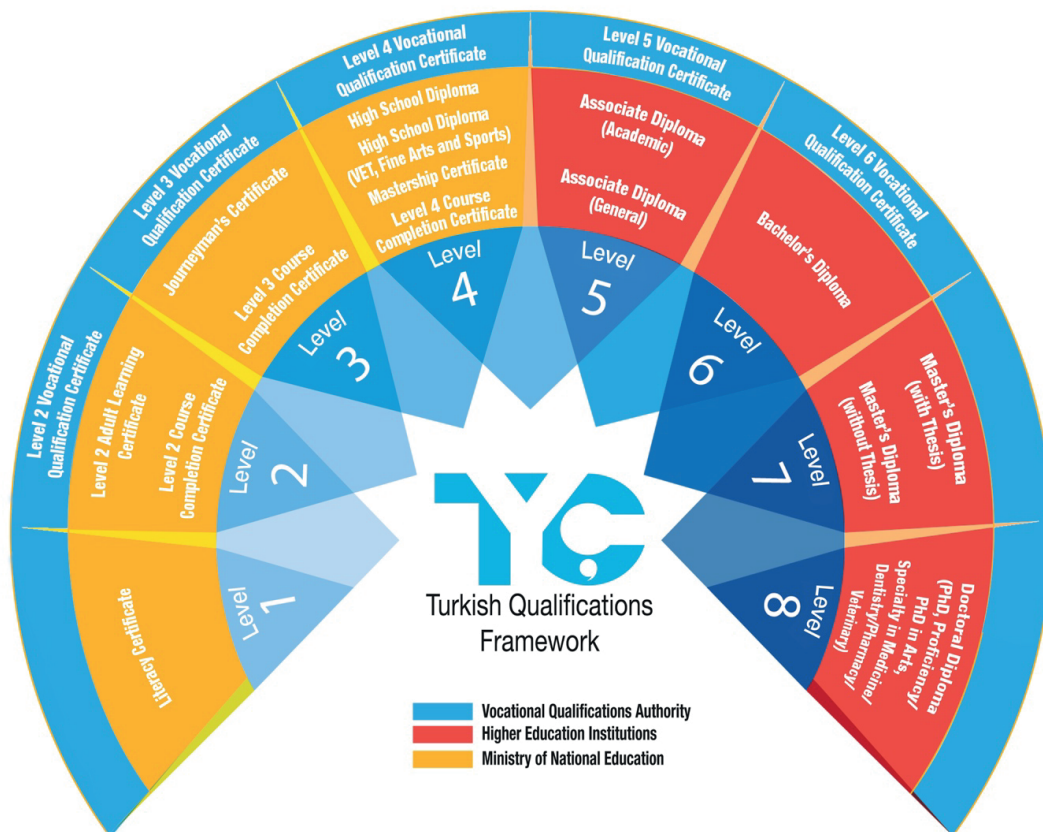 Literacy Certificate
Level
1
Level 2 Vocational
Qualification Certificate
Level 2 Adult Learning
Certificate
Level 2 Course
Completion Certificate
Level
2
Level 3 Vocational
Qualification Certificate
Journeyman's Certificate
Level 3 Course
Completion Certificate
Level
3
Level 4 Vocational
Qualification Certificate
High School Diploma
High School Diploma
(VET, Fine Arts and Sports)
Mastership Certificate
Level 4 Course
Completion Certificate
Level
4
Level 5 Vocational
Qualification Certificate
Associate Diploma
(Academic)
Associate Diploma
(General)
Level
5
Level 6 Vocational
Qualification Certificate
Bachelor's Diploma
Level
6
Master's Diploma
(with Thesis)
Master's Diploma
(without Thesis)
Level
7
Doctoral Diploma
(PhD, Proficiency/
PhD in Arts,
Specialty in Medicine/
Dentistry/Pharmacy/
Veterinary)
Level
8
TYÇ
Turkish Qualifications
Framework
Vocational Qualifications Authority
Higher Education Institutions
Ministry of National Education